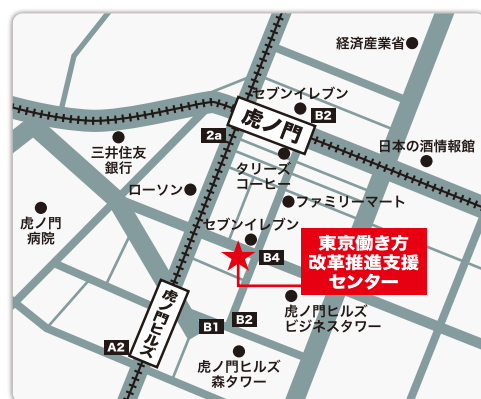 経済産業省
セブンイレブン
B2
虎ノ門
2a
三井住友
銀行
タリーズ
コーヒー
日本の酒情報館
ローソン
ファミリーマート
虎ノ門
病院
セブンイレブン
B4
東京働き方
改革推進支援
センター
虎ノ門ヒルズ
虎ノ門ヒルズ
ビジネスタワー
B1
B2
A2
虎ノ門ヒルズ
森タワー